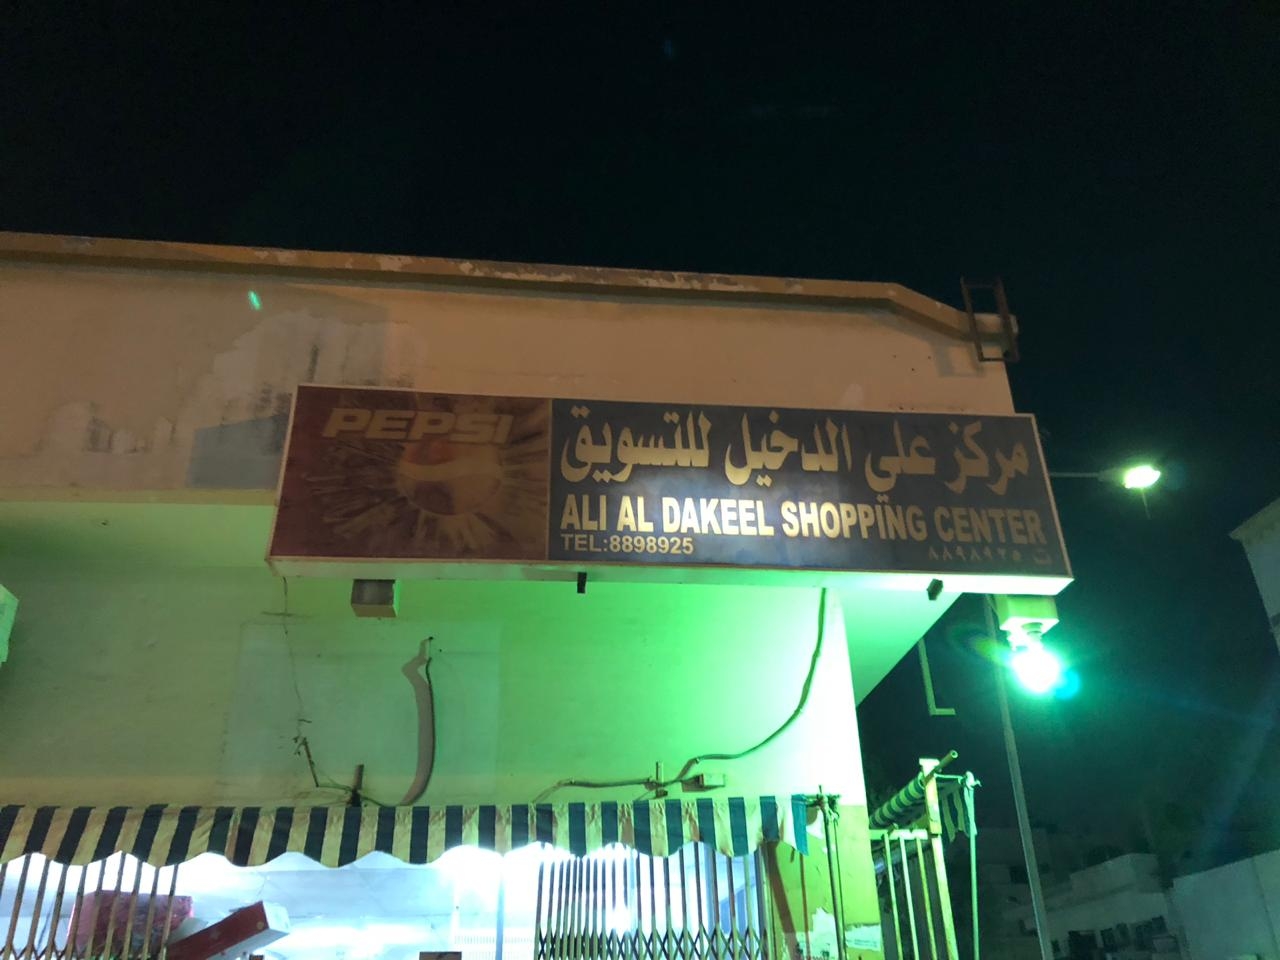 PEPSI
مركز علي الدخيل للتسويق
ALI AL DAKEEL SHOPPING CENTER
TEL:8898925
ت ٨٨٩٨٩٢٥